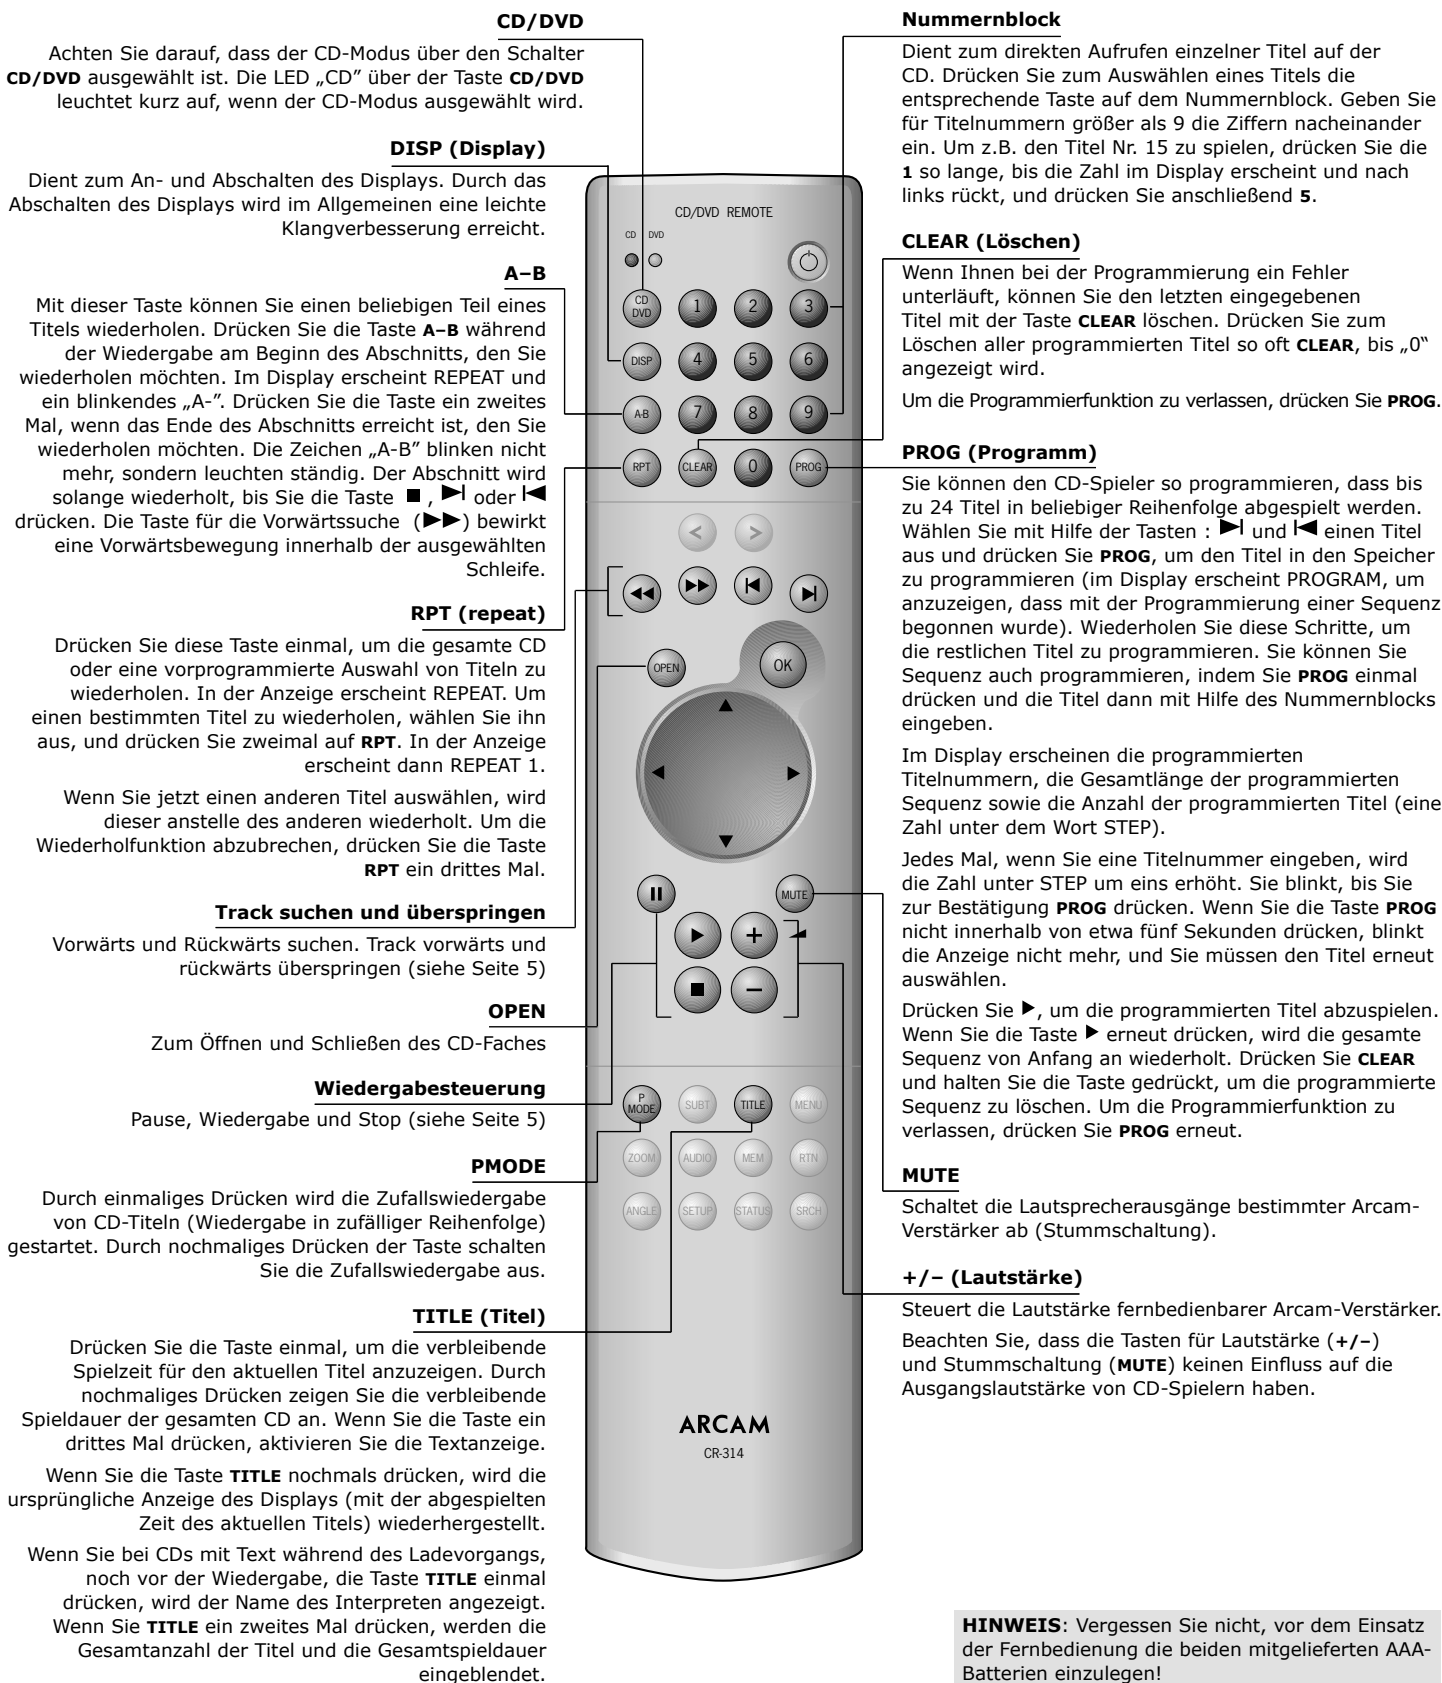 CD/DVD
Achten Sie darauf, dass der CD-Modus über den Schalter
CD/DVD ausgewählt ist. Die LED „CD” über der Taste CD/DVD
leuchtet kurz auf, wenn der CD-Modus ausgewählt wird.
DISP (Display)
Dient zum An- und Abschalten des Displays. Durch das
Abschalten des Displays wird im Allgemeinen eine leichte
Klangverbesserung erreicht.
A–B
Mit dieser Taste können Sie einen beliebigen Teil eines
Titels wiederholen. Drücken Sie die Taste A–B während
der Wiedergabe am Beginn des Abschnitts, den Sie
wiederholen möchten. Im Display erscheint REPEAT und
ein blinkendes „A-”. Drücken Sie die Taste ein zweites
Mal, wenn das Ende des Abschnitts erreicht ist, den Sie
wiederholen möchten. Die Zeichen „A-B” blinken nicht
mehr, sondern leuchten ständig. Der Abschnitt wird
solange wiederholt, bis Sie die Taste ■ , ▶| oder |◀
drücken. Die Taste für die Vorwärtssuche (▶▶) bewirkt
eine Vorwärtsbewegung innerhalb der ausgewählten
Schleife.
RPT (repeat)
Drücken Sie diese Taste einmal, um die gesamte CD
oder eine vorprogrammierte Auswahl von Titeln zu
wiederholen. In der Anzeige erscheint REPEAT. Um
einen bestimmten Titel zu wiederholen, wählen Sie ihn
aus, und drücken Sie zweimal auf RPT. In der Anzeige
erscheint dann REPEAT 1.
Wenn Sie jetzt einen anderen Titel auswählen, wird
dieser anstelle des anderen wiederholt. Um die
Wiederholfunktion abzubrechen, drücken Sie die Taste
RPT ein drittes Mal.
Track suchen und überspringen
Vorwärts und Rückwärts suchen. Track vorwärts und
rückwärts überspringen (siehe Seite 5)
OPEN
Zum Öffnen und Schließen des CD-Faches
Wiedergabesteuerung
Pause, Wiedergabe und Stop (siehe Seite 5)
PMODE
Durch einmaliges Drücken wird die Zufallswiedergabe
von CD-Titeln (Wiedergabe in zufälliger Reihenfolge)
gestartet. Durch nochmaliges Drücken der Taste schalten
Sie die Zufallswiedergabe aus.
TITLE (Titel)
Drücken Sie die Taste einmal, um die verbleibende
Spielzeit für den aktuellen Titel anzuzeigen. Durch
nochmaliges Drücken zeigen Sie die verbleibende
Spieldauer der gesamten CD an. Wenn Sie die Taste ein
drittes Mal drücken, aktivieren Sie die Textanzeige.
Wenn Sie die Taste TITLE nochmals drücken, wird die
ursprüngliche Anzeige des Displays (mit der abgespielten
Zeit des aktuellen Titels) wiederhergestellt.
Wenn Sie bei CDs mit Text während des Ladevorgangs,
noch vor der Wiedergabe, die Taste TITLE einmal
drücken, wird der Name des Interpreten angezeigt.
Wenn Sie TITLE ein zweites Mal drücken, werden die
Gesamtanzahl der Titel und die Gesamtspieldauer
eingeblendet.
CD/DVD REMOTE
CD DVD
CD DVD 1 2 3
DISP 4 5 6
A-B 7 8 9
RPT CLEAR 0 PROG
< >
◀◀ ▶▶ |◀ ▶|
OPEN OK
MUTE
+
−
P MODE SUBT TITLE MENU
ZOOM AUDIO MEM RTN
ANGLE SETUP STATUS SRCH
ARCAM
CR-314
Nummernblock
Dient zum direkten Aufrufen einzelner Titel auf der
CD. Drücken Sie zum Auswählen eines Titels die
entsprechende Taste auf dem Nummernblock. Geben Sie
für Titelnummern größer als 9 die Ziffern nacheinander
ein. Um z.B. den Titel Nr. 15 zu spielen, drücken Sie die
1 so lange, bis die Zahl im Display erscheint und nach
links rückt, und drücken Sie anschließend 5.
CLEAR (Löschen)
Wenn Ihnen bei der Programmierung ein Fehler
unterläuft, können Sie den letzten eingegebenen
Titel mit der Taste CLEAR löschen. Drücken Sie zum
Löschen aller programmierten Titel so oft CLEAR, bis „0“
angezeigt wird.
Um die Programmierfunktion zu verlassen, drücken Sie PROG.
PROG (Programm)
Sie können den CD-Spieler so programmieren, dass bis
zu 24 Titel in beliebiger Reihenfolge abgespielt werden.
Wählen Sie mit Hilfe der Tasten : ▶| und |◀ einen Titel
aus und drücken Sie PROG, um den Titel in den Speicher
zu programmieren (im Display erscheint PROGRAM, um
anzuzeigen, dass mit der Programmierung einer Sequenz
begonnen wurde). Wiederholen Sie diese Schritte, um
die restlichen Titel zu programmieren. Sie können Sie
Sequenz auch programmieren, indem Sie PROG einmal
drücken und die Titel dann mit Hilfe des Nummernblocks
eingeben.
Im Display erscheinen die programmierten
Titelnummern, die Gesamtlänge der programmierten
Sequenz sowie die Anzahl der programmierten Titel (eine
Zahl unter dem Wort STEP).
Jedes Mal, wenn Sie eine Titelnummer eingeben, wird
die Zahl unter STEP um eins erhöht. Sie blinkt, bis Sie
zur Bestätigung PROG drücken. Wenn Sie die Taste PROG
nicht innerhalb von etwa fünf Sekunden drücken, blinkt
die Anzeige nicht mehr, und Sie müssen den Titel erneut
auswählen.
Drücken Sie ▶, um die programmierten Titel abzuspielen.
Wenn Sie die Taste ▶ erneut drücken, wird die gesamte
Sequenz von Anfang an wiederholt. Drücken Sie CLEAR
und halten Sie die Taste gedrückt, um die programmierte
Sequenz zu löschen. Um die Programmierfunktion zu
verlassen, drücken Sie PROG erneut.
MUTE
Schaltet die Lautsprecherausgänge bestimmter Arcam-
Verstärker ab (Stummschaltung).
+/– (Lautstärke)
Steuert die Lautstärke fernbedienbarer Arcam-Verstärker.
Beachten Sie, dass die Tasten für Lautstärke (+/–)
und Stummschaltung (MUTE) keinen Einfluss auf die
Ausgangslautstärke von CD-Spielern haben.
HINWEIS: Vergessen Sie nicht, vor dem Einsatz
der Fernbedienung die beiden mitgelieferten AAA-
Batterien einzulegen!